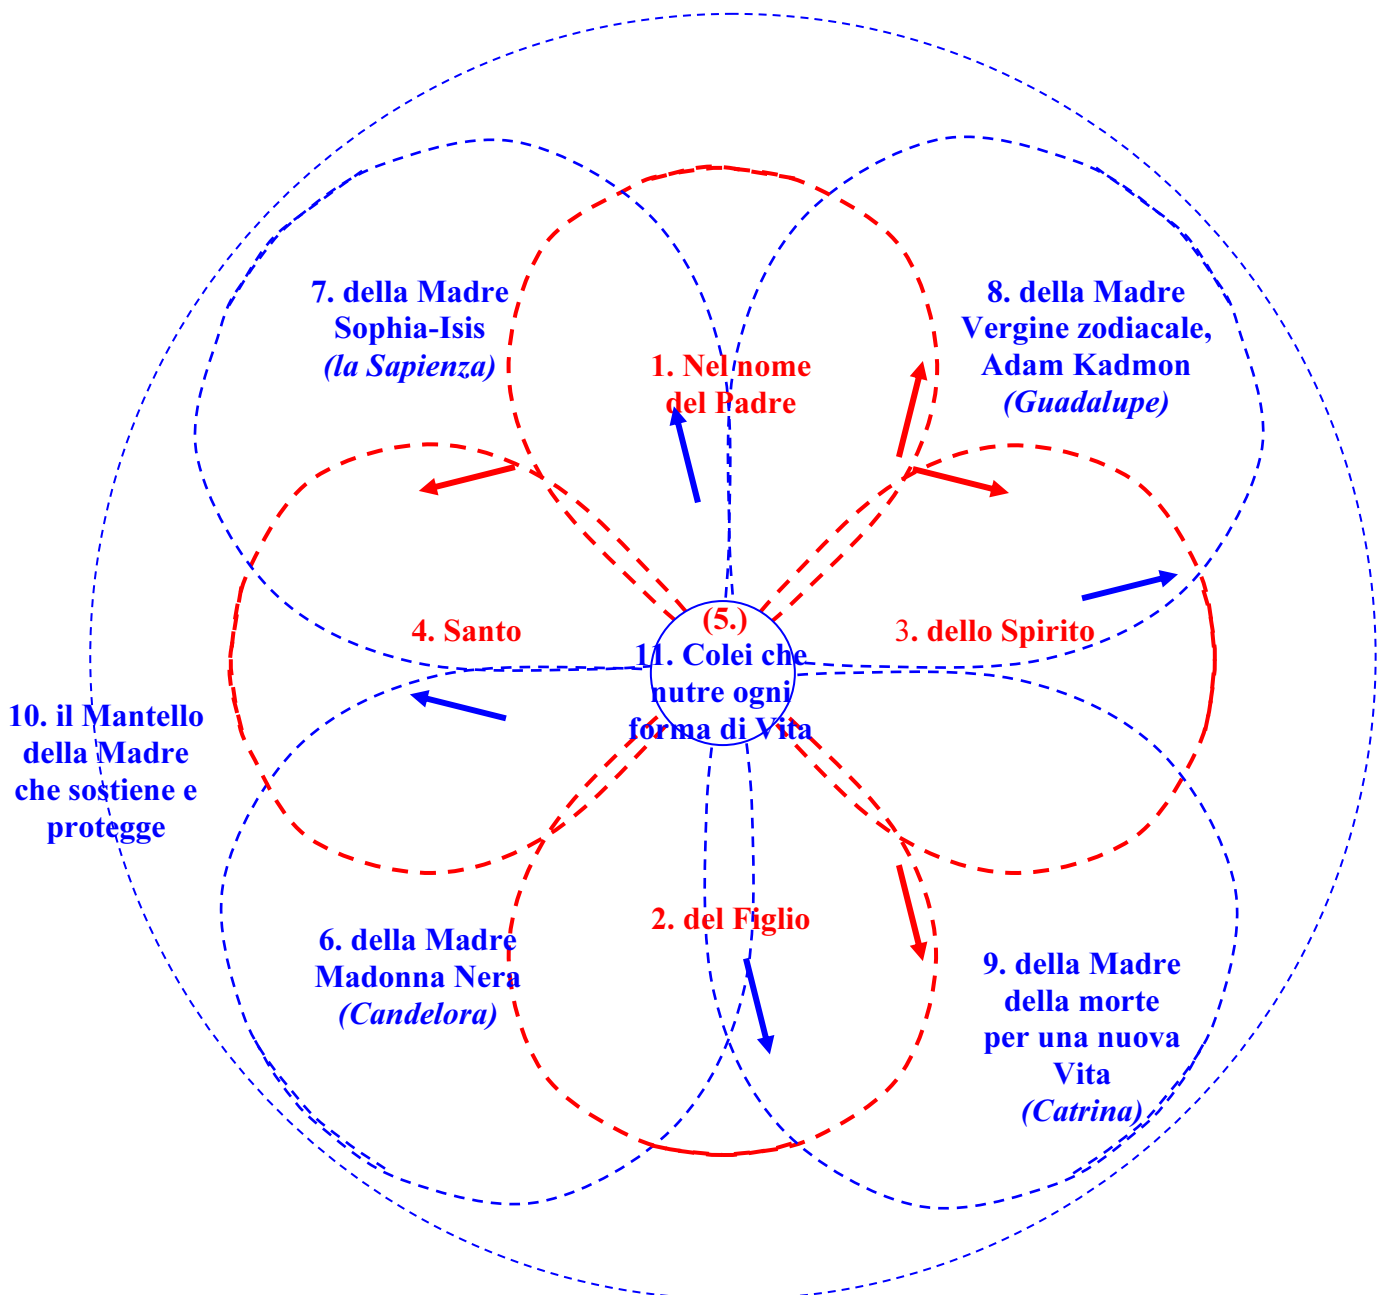 7. della Madre
Sophia-Isis
(la Sapienza)
8. della Madre
Vergine zodiacale,
Adam Kadmon
(Guadalupe)
1. Nel nome
del Padre
4. Santo
(5.)
11. Colei che
nutre ogni
forma di Vita
3. dello Spirito
10. il Mantello
della Madre
che sostiene e
protegge
6. della Madre
Madonna Nera
(Candelora)
2. del Figlio
9. della Madre
della morte
per una nuova
Vita
(Catrina)